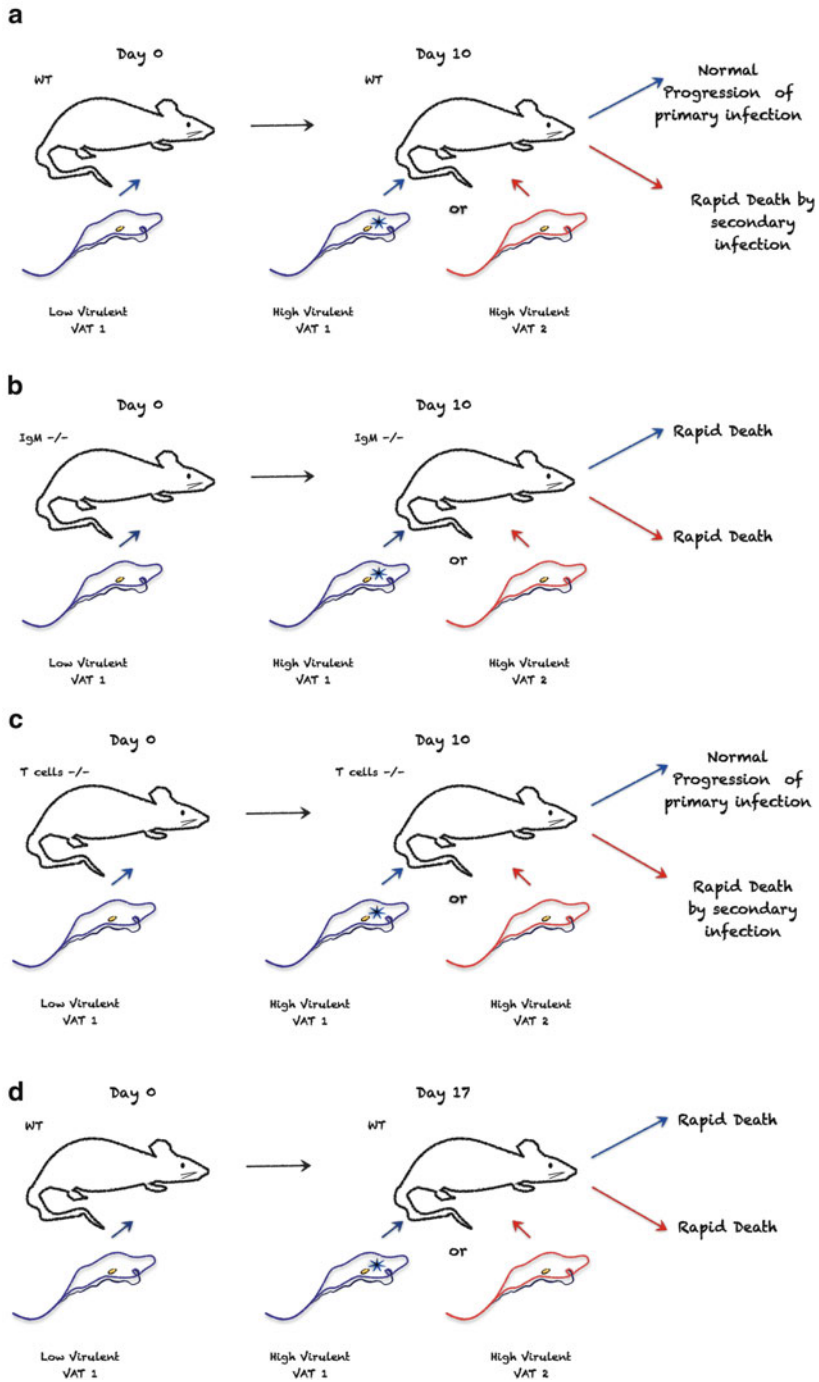 a
Day 0
Day 10
WT
WT
Normal
Progression of
primary infection
or
Rapid Death by
secondary
infection
Low Virulent
VAT 1
High Virulent
VAT 1
High Virulent
VAT 2
b
Day 0
Day 10
IgM -/-
IgM -/-
Rapid Death
or
Rapid Death
Low Virulent
VAT 1
High Virulent
VAT 1
High Virulent
VAT 2
c
Day 0
Day 10
T cells -/-
T cells -/-
Normal
Progression of
primary infection
or
Rapid Death
by secondary
infection
Low Virulent
VAT 1
High Virulent
VAT 1
High Virulent
VAT 2
d
Day 0
Day 17
WT
WT
Rapid Death
or
Rapid Death
Low Virulent
VAT 1
High Virulent
VAT 1
High Virulent
VAT 2